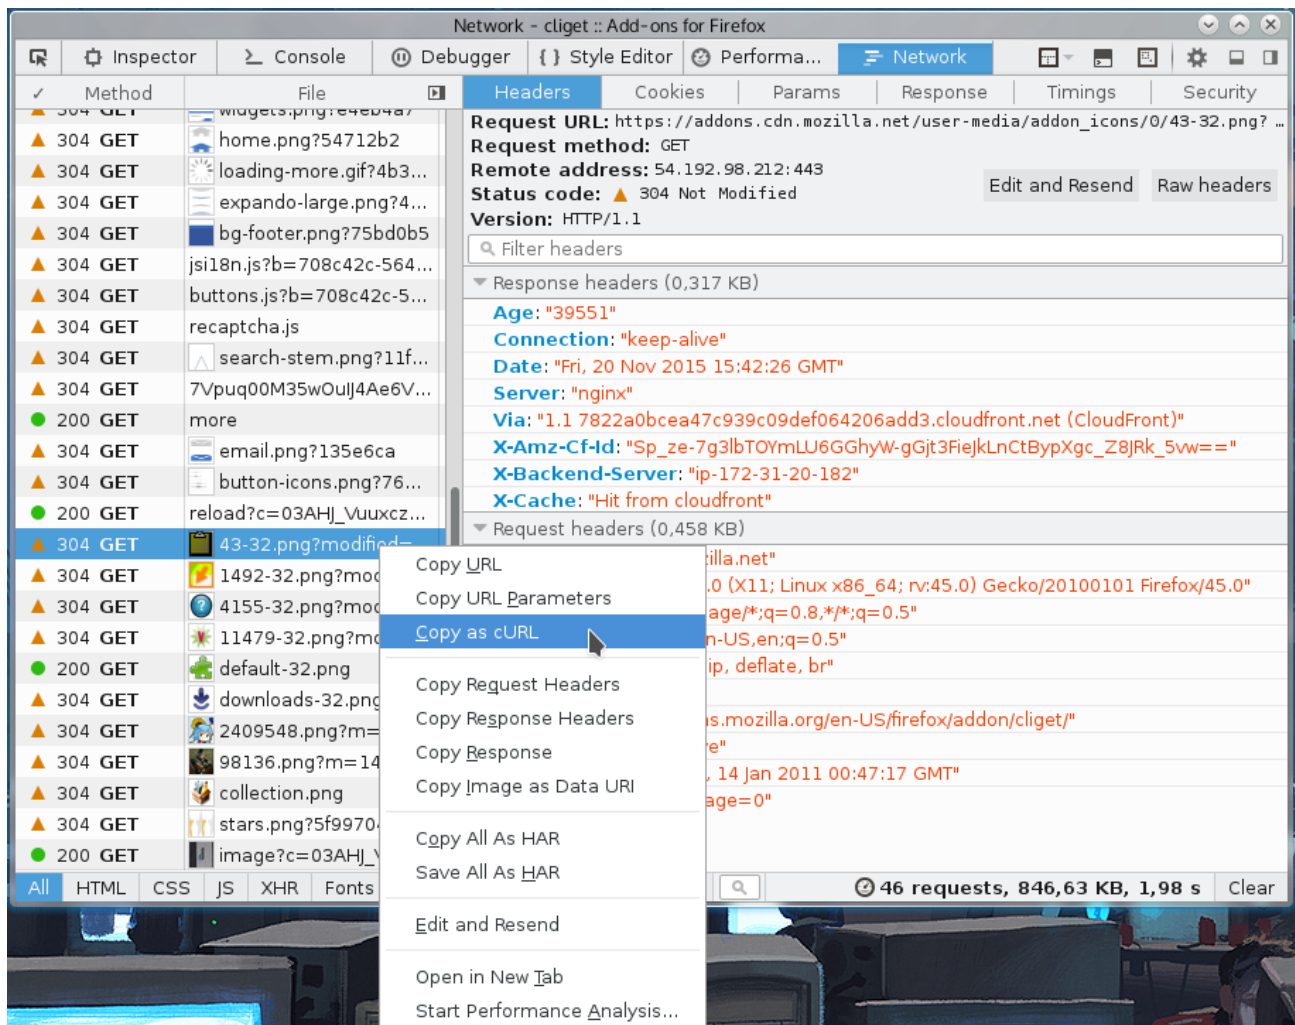 Network - cliget :: Add-ons for Firefox
Inspector Console Debugger { } Style Editor Performa... Network
✓ Method File
Headers Cookies Params Response Timings Security
304 GET widgets.png?e4eb4a7
304 GET home.png?54712b2
304 GET loading-more.gif?4b3...
304 GET expando-large.png?4...
304 GET bg-footer.png?75bd0b5
304 GET jsi18n.js?b=708c42c-564...
304 GET buttons.js?b=708c42c-5...
304 GET recaptcha.js
304 GET search-stem.png?11f...
304 GET 7Vpuq00M35wOuIJ4Ae6V...
200 GET more
304 GET email.png?135e6ca
304 GET button-icons.png?76...
200 GET reload?c=03AHJ_Vuuxcz...
304 GET 43-32.png?modified=
304 GET 1492-32.png?mod
304 GET 4155-32.png?mod
304 GET 11479-32.png?mo
200 GET default-32.png
304 GET downloads-32.png
304 GET 2409548.png?m=
304 GET 98136.png?m=14
304 GET collection.png
304 GET stars.png?5f9970
200 GET image?c=03AHJ_
Request URL: https://addons.cdn.mozilla.net/user-media/addon_icons/0/43-32.png? ...
Request method: GET
Remote address: 54.192.98.212:443
Status code: 304 Not Modified
Edit and Resend Raw headers
Version: HTTP/1.1
Filter headers
Response headers (0,317 KB)
Age: "39551"
Connection: "keep-alive"
Date: "Fri, 20 Nov 2015 15:42:26 GMT"
Server: "nginx"
Via: "1.1 7822a0bcea47c939c09def064206add3.cloudfront.net (CloudFront)"
X-Amz-Cf-Id: "Sp_ze-7g3lbTOYmLU6GGhyW-gGjt3FieJkLnCtBypXgc_Z8JRk_5vw=="
X-Backend-Server: "ip-172-31-20-182"
X-Cache: "Hit from cloudfront"
Request headers (0,458 KB)
zilla.net"
.0 (X11; Linux x86_64; rv:45.0) Gecko/20100101 Firefox/45.0"
age/*;q=0.8,*/*;q=0.5"
n-US,en;q=0.5"
ip, deflate, br"
s.mozilla.org/en-US/firefox/addon/cliget/"
e"
, 14 Jan 2011 00:47:17 GMT"
age=0"
Copy URL
Copy URL Parameters
Copy as cURL
Copy Request Headers
Copy Response Headers
Copy Response
Copy Image as Data URI
Copy All As HAR
Save All As HAR
Edit and Resend
Open in New Tab
Start Performance Analysis...
All HTML CSS JS XHR Fonts
46 requests, 846,63 KB, 1,98 s Clear